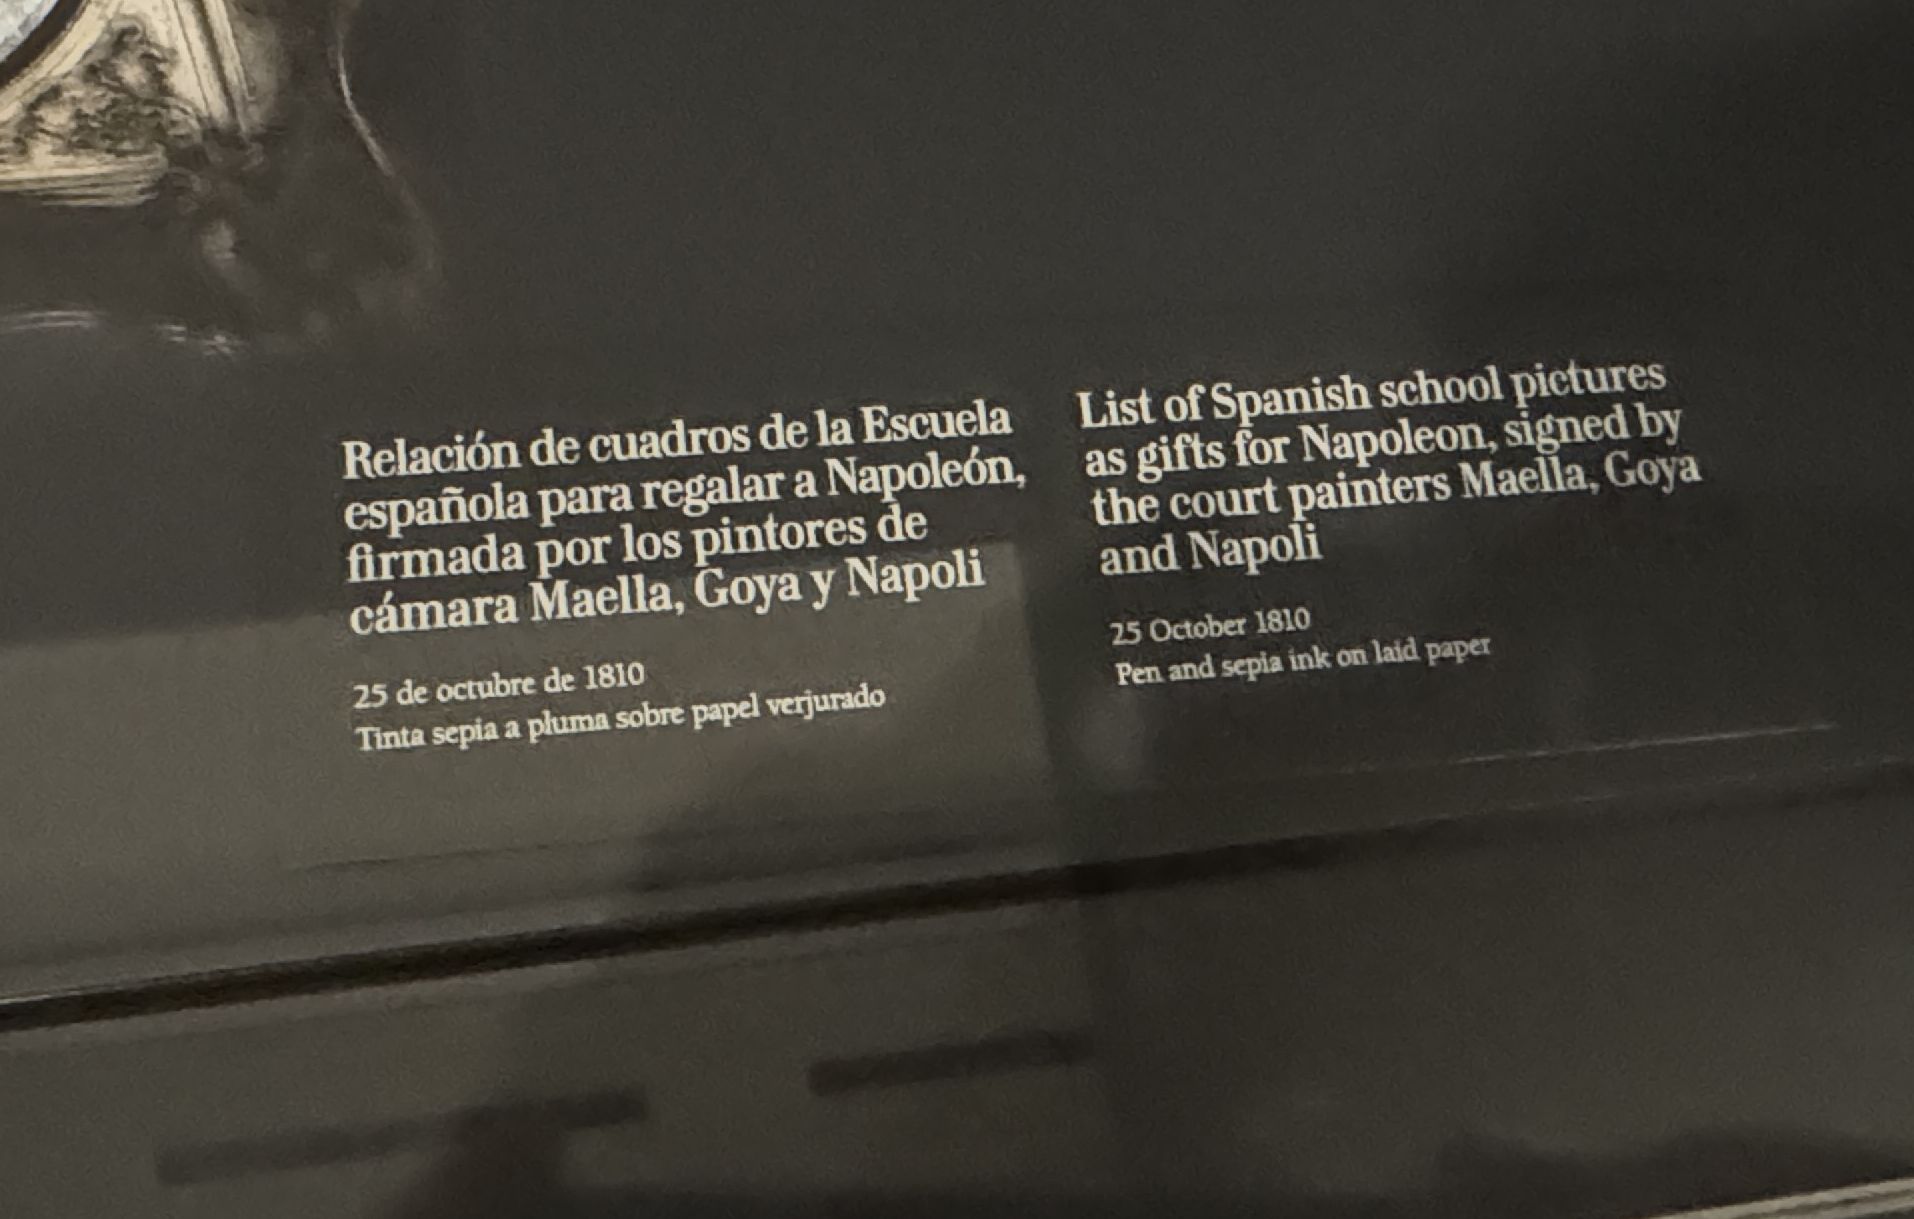 Relación de cuadros de la Escuela
española para regalar a Napoleón,
firmada por los pintores de
cámara Maella, Goya y Napoli
25 de octubre de 1810
Tinta sepia a pluma sobre papel verjurado
List of Spanish school pictures
as gifts for Napoleon, signed by
the court painters Maella, Goya
and Napoli
25 October 1810
Pen and sepia ink on laid paper